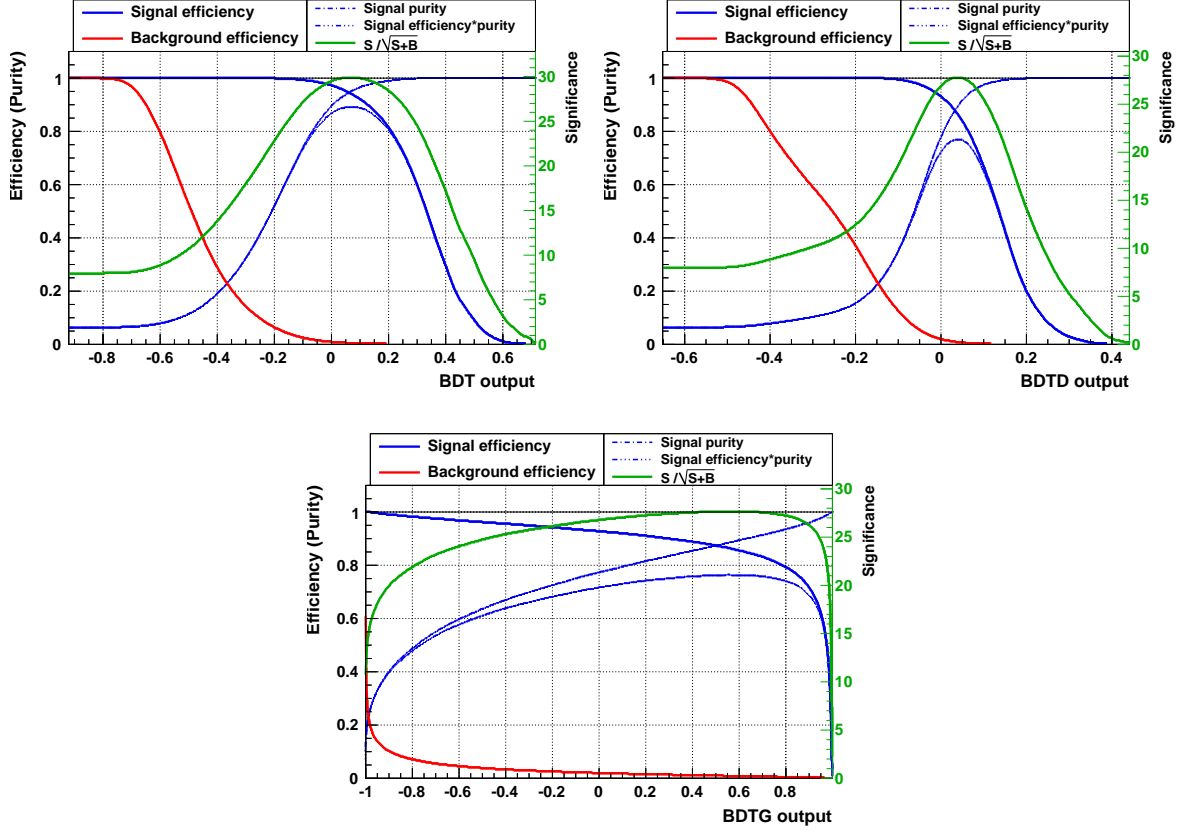 Signal efficiency
Background efficiency
Signal purity
Signal efficiency*purity
S/√S+B
Efficiency (Purity)
1
0.8
0.6
0.4
0.2
0
-0.8 -0.6 -0.4 -0.2 0 0.2 0.4 0.6
BDT output
30
25
20
15
10
5
0
Significance
Signal efficiency
Background efficiency
Signal purity
Signal efficiency*purity
S/√S+B
Efficiency (Purity)
1
0.8
0.6
0.4
0.2
0
-0.6 -0.4 -0.2 0 0.2 0.4
BDTD output
30
25
20
15
10
5
0
Significance
Signal efficiency
Background efficiency
Signal purity
Signal efficiency*purity
S/√S+B
Efficiency (Purity)
1
0.8
0.6
0.4
0.2
0
-1 -0.8 -0.6 -0.4 -0.2 0 0.2 0.4 0.6 0.8
BDTG output
30
25
20
15
10
5
0
Significance